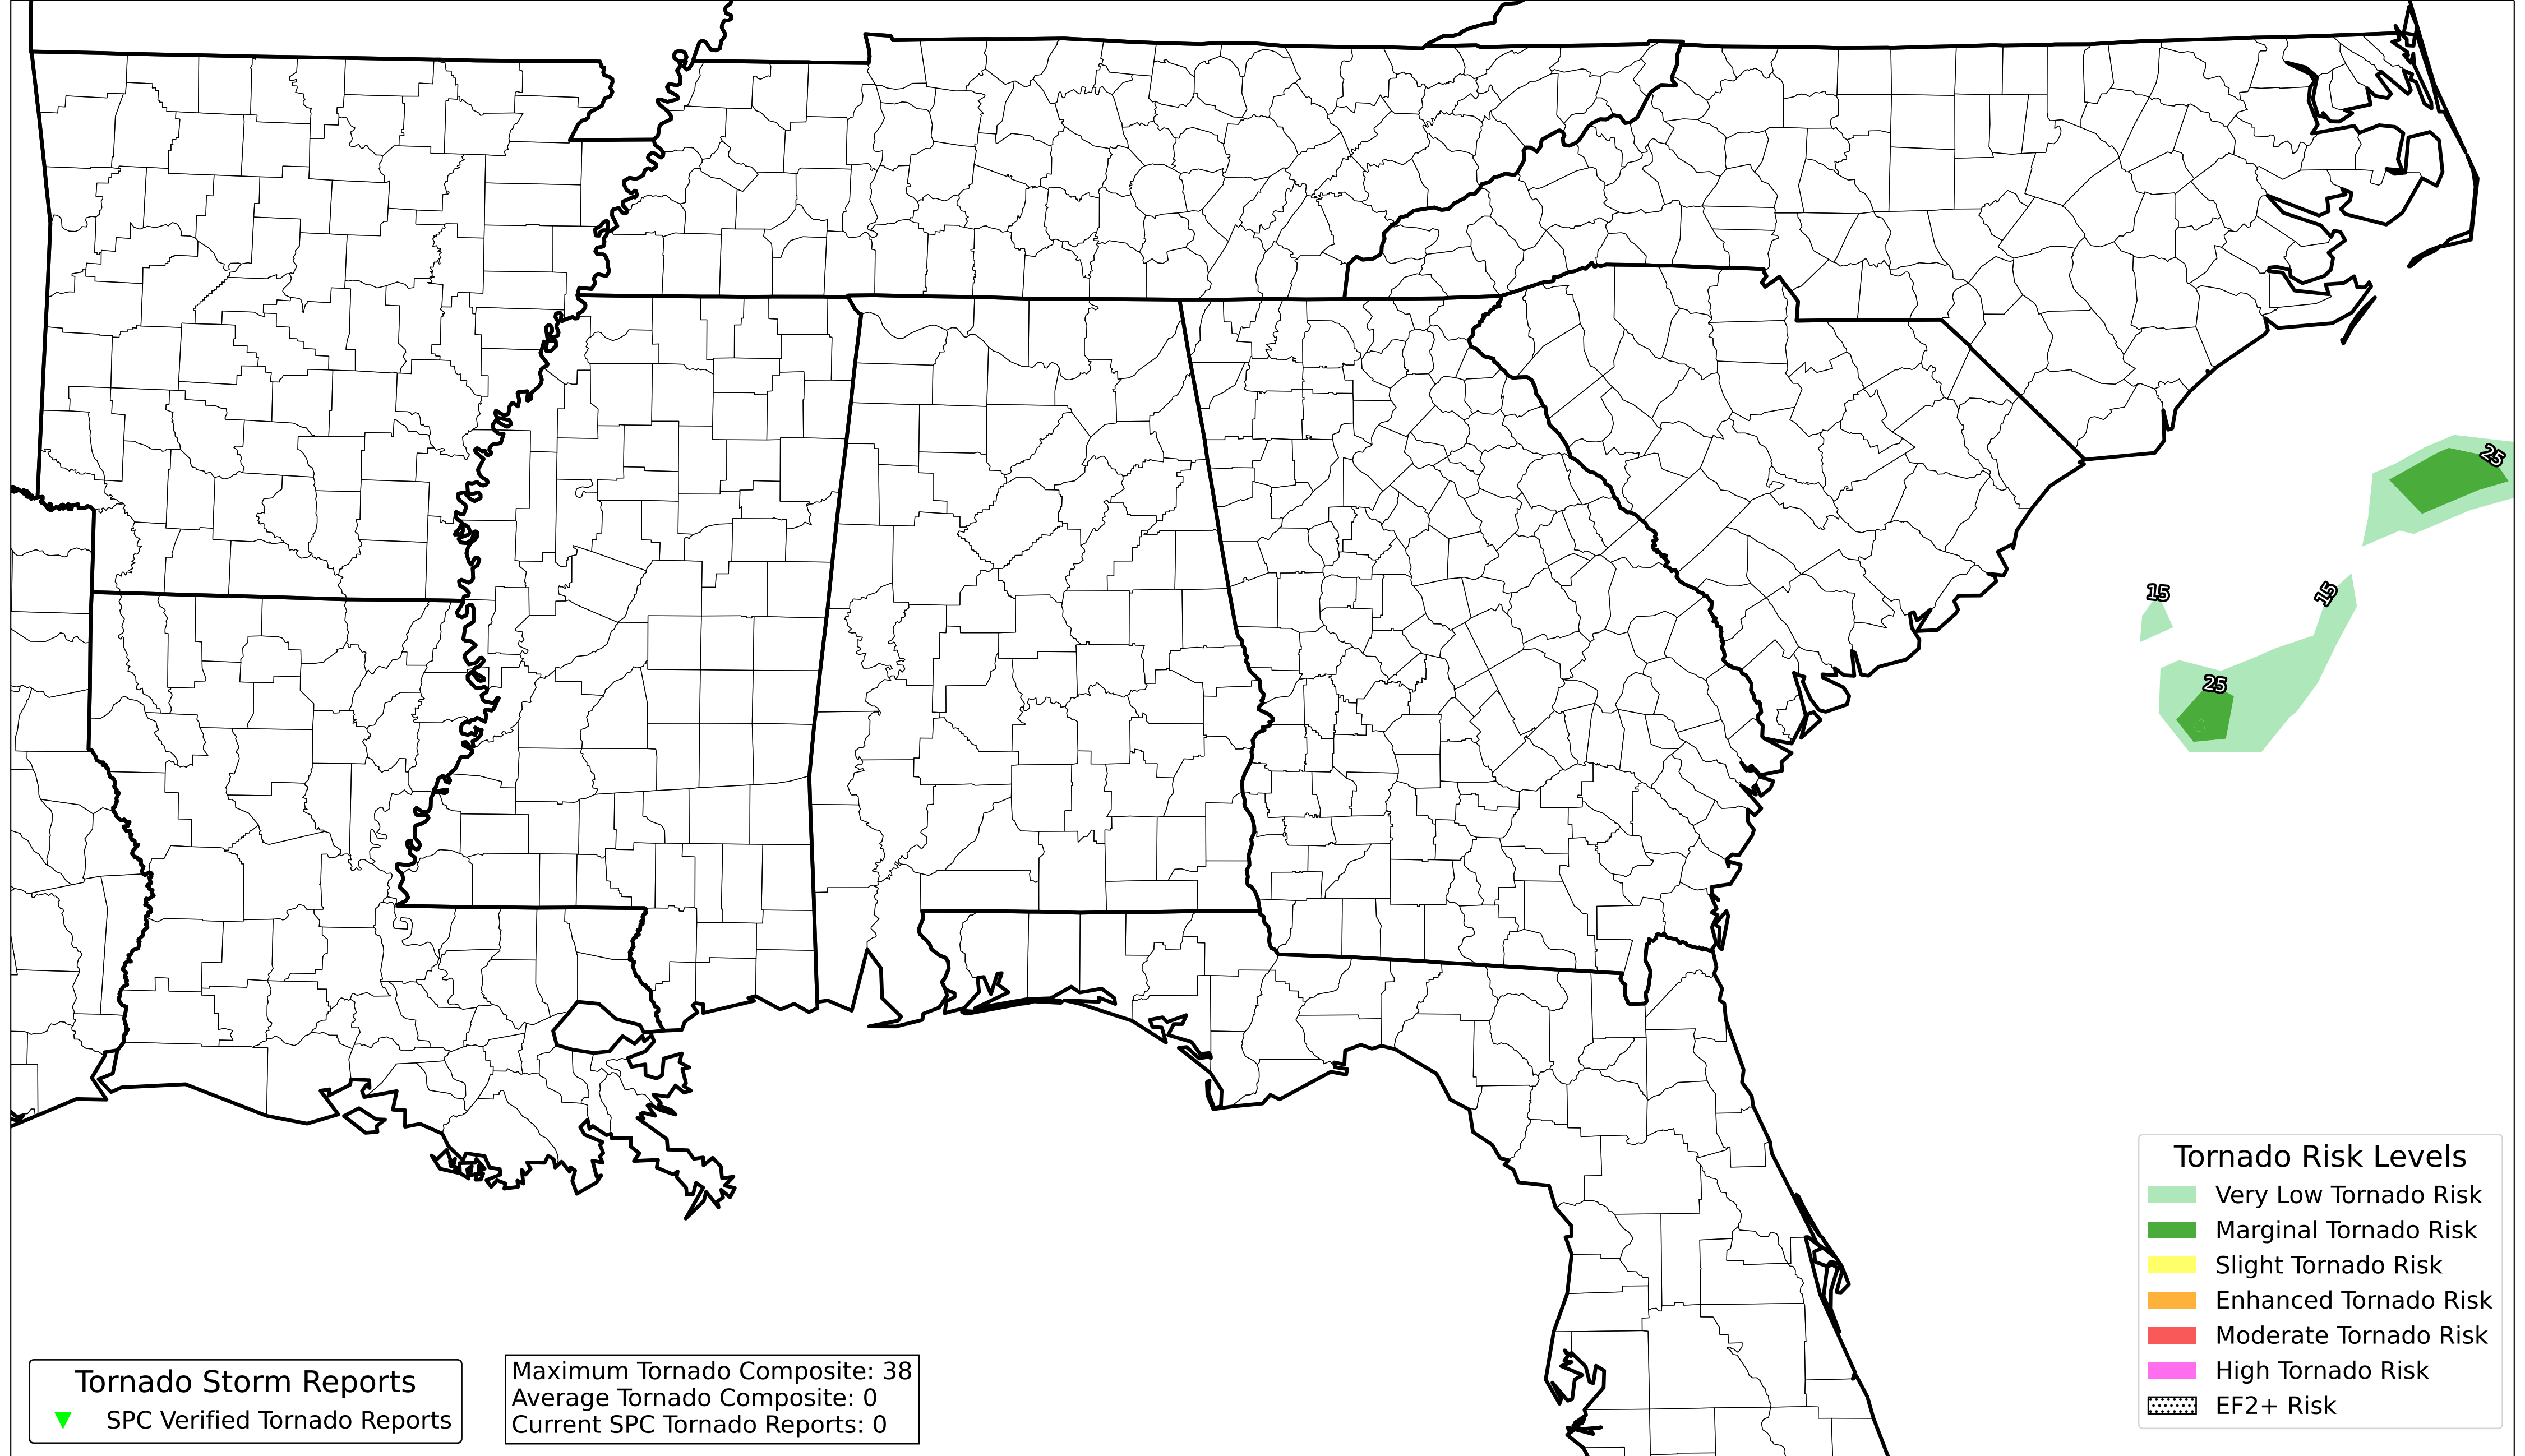 25
15
15
25
Tornado Risk Levels
Very Low Tornado Risk
Marginal Tornado Risk
Slight Tornado Risk
Enhanced Tornado Risk
Moderate Tornado Risk
High Tornado Risk
EF2+ Risk
Tornado Storm Reports
SPC Verified Tornado Reports
Maximum Tornado Composite: 38
Average Tornado Composite: 0
Current SPC Tornado Reports: 0